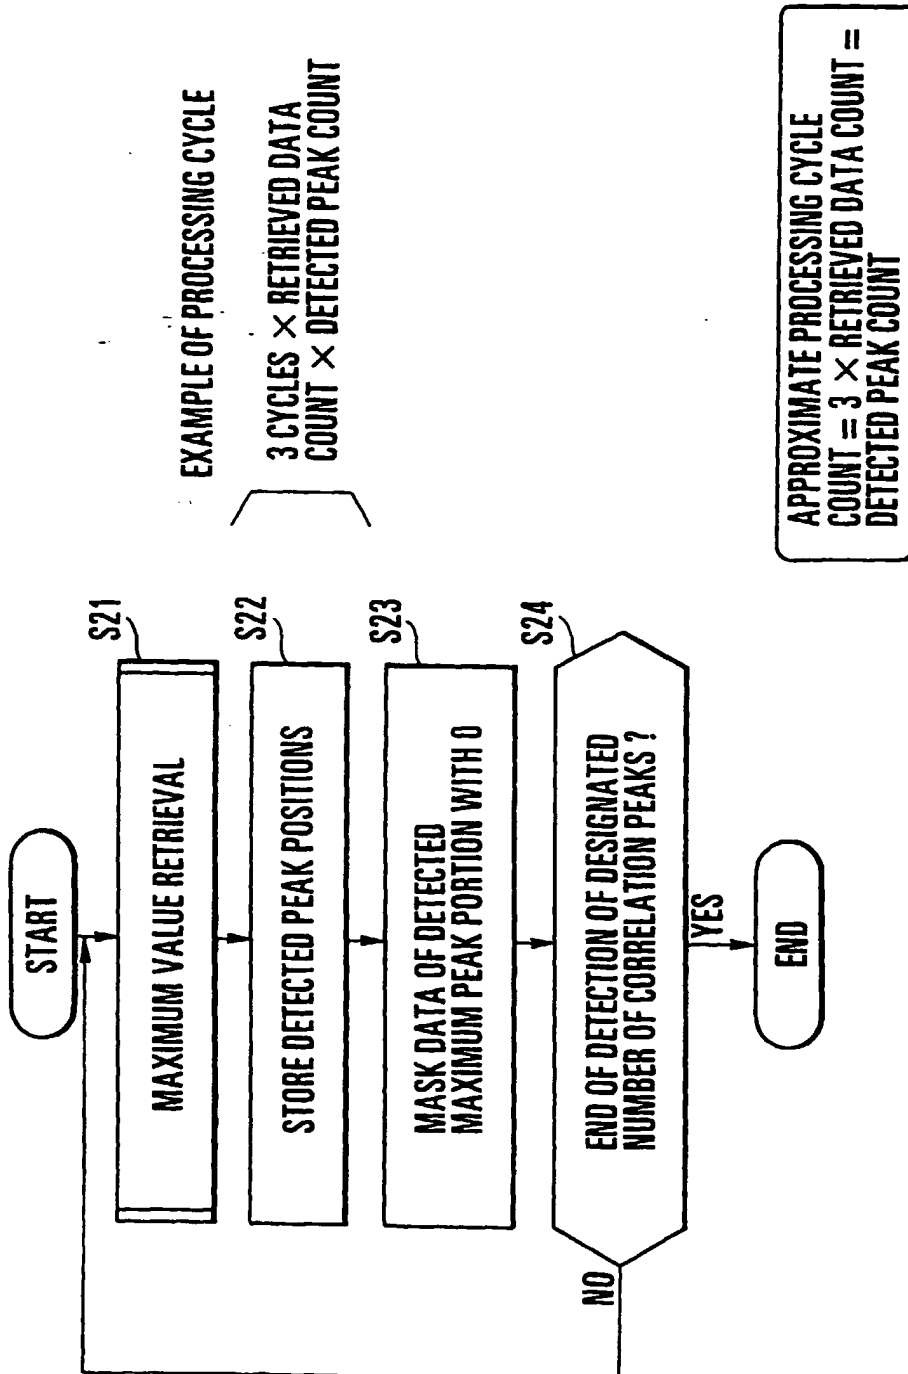 START
S21
MAXIMUM VALUE RETRIEVAL
S22
STORE DETECTED PEAK POSITIONS
S23
MASK DATA OF DETECTED
MAXIMUM PEAK PORTION WITH 0
S24
END OF DETECTION OF DESIGNATED
NUMBER OF CORRELATION PEAKS ?
NO
YES
END
EXAMPLE OF PROCESSING CYCLE
3 CYCLES × RETRIEVED DATA
COUNT × DETECTED PEAK COUNT
APPROXIMATE PROCESSING CYCLE
COUNT = 3 × RETRIEVED DATA COUNT =
DETECTED PEAK COUNT